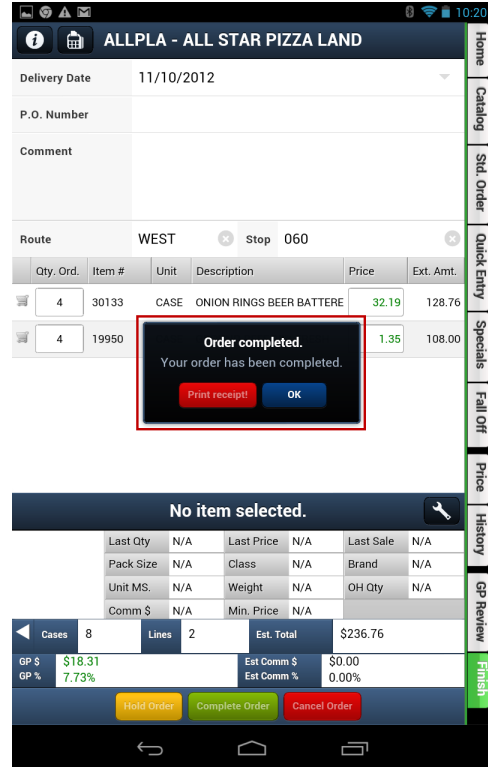 10:20
ALLPLA - ALL STAR PIZZA LAND
Delivery Date 11/10/2012
P.O. Number
Comment
Route WEST Stop 060
Qty. Ord. Item # Unit Description Price Ext. Amt.
4 30133 CASE ONION RINGS BEER BATTERE 32.19 128.76
4 19950 1.35 108.00
Order completed.
Your order has been completed.
Print receipt! OK
No item selected.
Last Qty N/A Last Price N/A Last Sale N/A
Pack Size N/A Class N/A Brand N/A
Unit MS. N/A Weight N/A OH Qty N/A
Comm $ N/A Min. Price N/A
Cases 8 Lines 2 Est. Total $236.76
GP $ $18.31 Est Comm $ $0.00
GP % 7.73% Est Comm % 0.00%
Hold Order Complete Order Cancel Order
Home
Catalog
Std. Order
Quick Entry
Specials
Fall Off
Price
History
GP Review
Finish